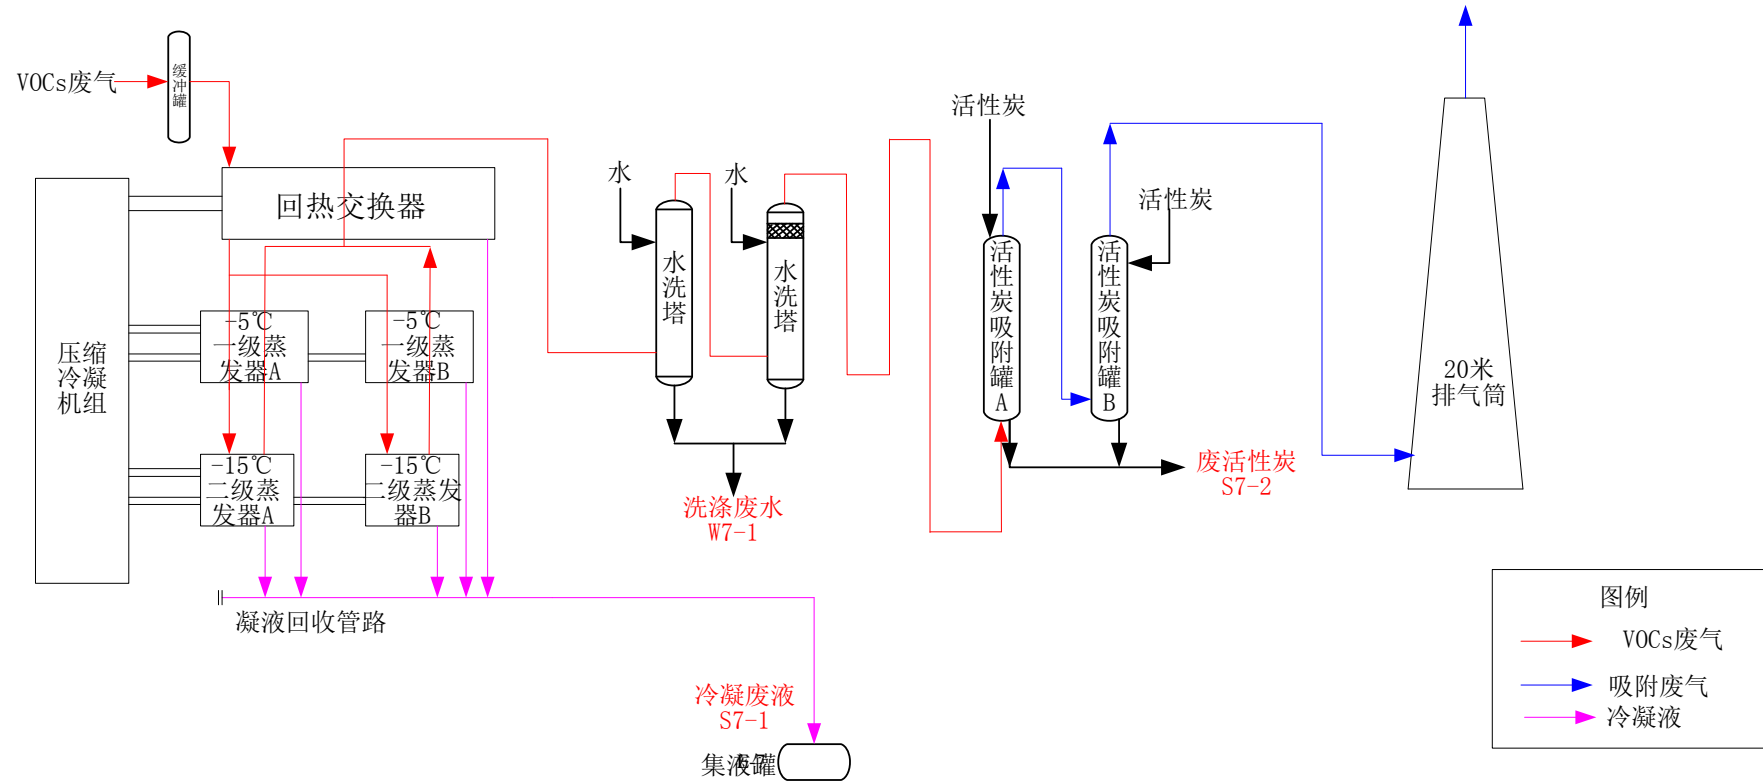 VOCs废气
缓冲罐
回热交换器
压缩
冷凝
机组
-5℃
一级蒸
发器A
-5℃
一级蒸
发器B
-15℃
二级蒸
发器A
-15℃
二级蒸发
器B
凝液回收管路
水
水洗塔
水
水洗塔
洗涤废水
W7-1
冷凝废液
S7-1
集液罐
活性炭
活性炭吸附罐A
活性炭
活性炭吸附罐B
废活性炭
S7-2
20米
排气筒
图例
VOCs废气
吸附废气
冷凝液